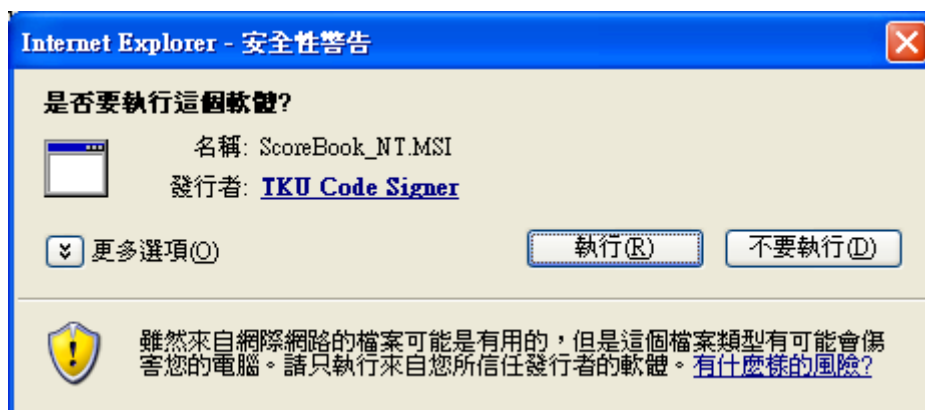 Internet Explorer - 安全性警告
是否要執行這個軟體?
名稱: ScoreBook_NT.MSI
發行者: TKU Code Signer
更多選項(O)
執行(R)
不要執行(D)
雖然來自網際網路的檔案可能是有用的，但是這個檔案類型有可能會傷
害您的電腦。請只執行來自您所信任發行者的軟體。有什麼樣的風險?